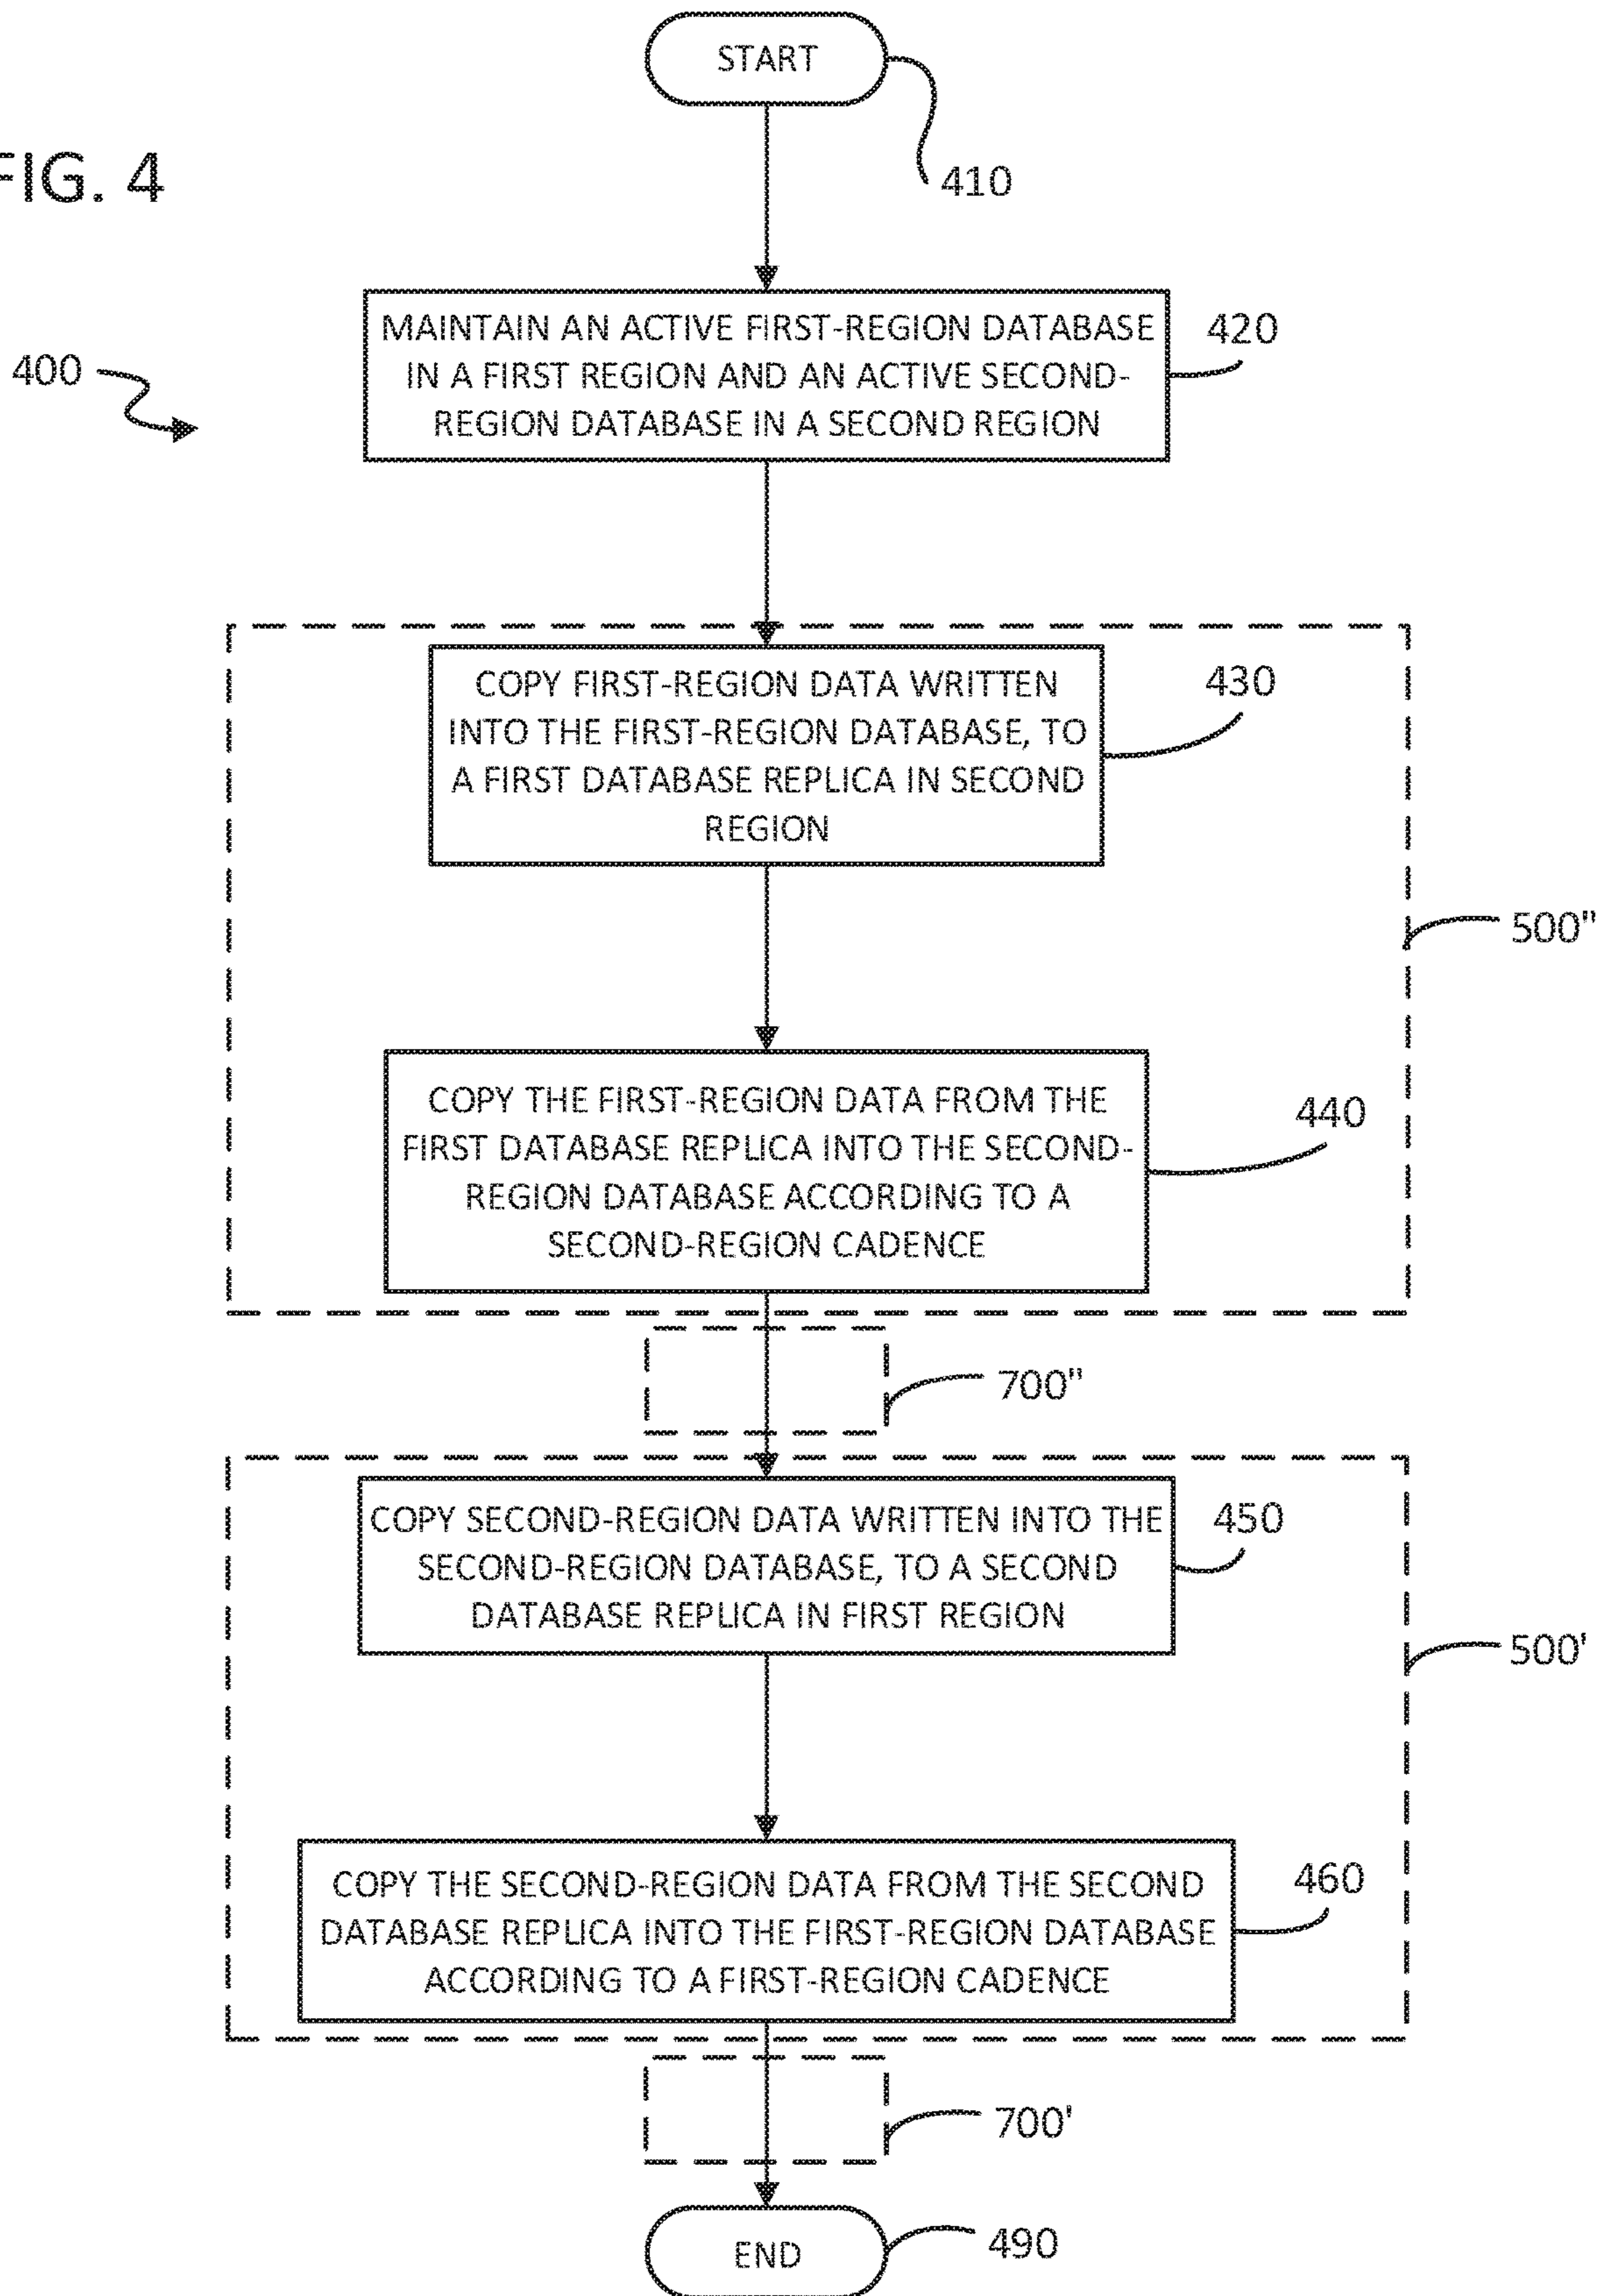 START
410
FIG. 4
MAINTAIN AN ACTIVE FIRST-REGION DATABASE
IN A FIRST REGION AND AN ACTIVE SECOND-
REGION DATABASE IN A SECOND REGION
420
400
COPY FIRST-REGION DATA WRITTEN
INTO THE FIRST-REGION DATABASE, TO
A FIRST DATABASE REPLICA IN SECOND
REGION
430
500"
COPY THE FIRST-REGION DATA FROM THE
FIRST DATABASE REPLICA INTO THE SECOND-
REGION DATABASE ACCORDING TO A
SECOND-REGION CADENCE
440
700"
COPY SECOND-REGION DATA WRITTEN INTO THE
SECOND-REGION DATABASE, TO A SECOND
DATABASE REPLICA IN FIRST REGION
450
500'
COPY THE SECOND-REGION DATA FROM THE SECOND
DATABASE REPLICA INTO THE FIRST-REGION DATABASE
ACCORDING TO A FIRST-REGION CADENCE
460
700'
END
490